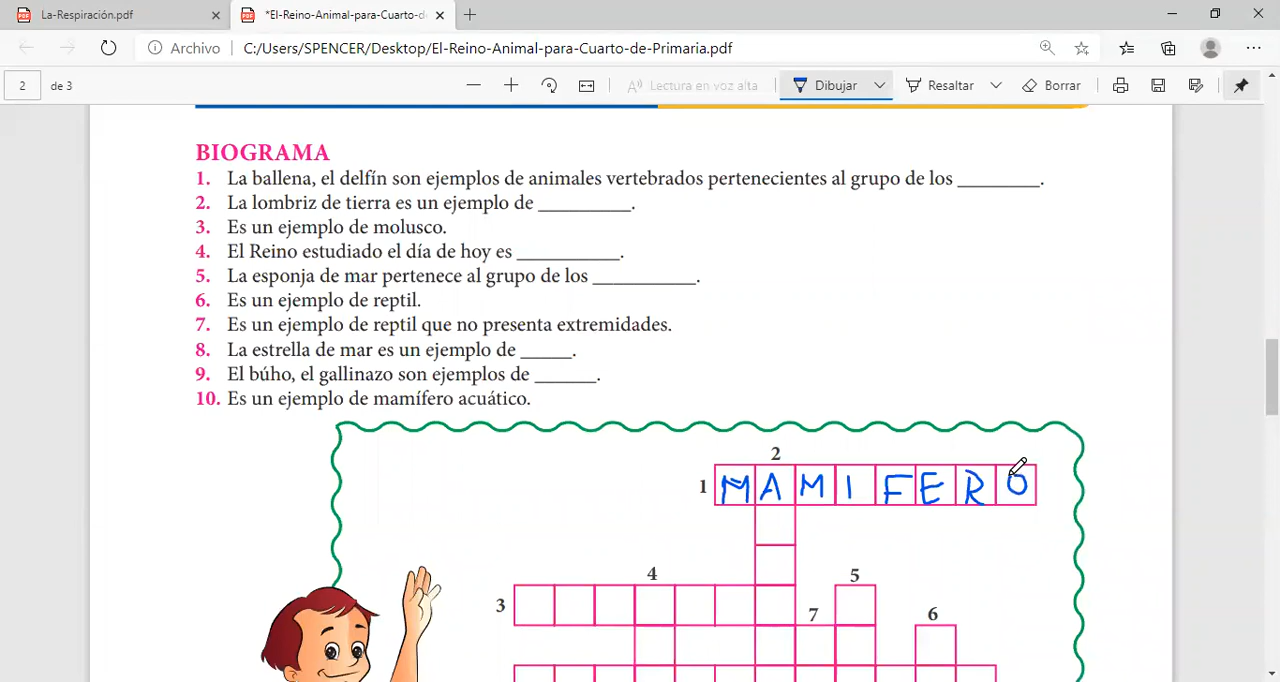 La-Respiración.pdf
*El-Reino-Animal-para-Cuarto-d
Archivo
C:/Users/SPENCER/Desktop/El-Reino-Animal-para-Cuarto-de-Primaria.pdf
2
de 3
Lectura en voz alta
Dibujar
Resaltar
Borrar
BIOGRAMA
1. La ballena, el delfín son ejemplos de animales vertebrados pertenecientes al grupo de los ________.
2. La lombriz de tierra es un ejemplo de _________.
3. Es un ejemplo de molusco.
4. El Reino estudiado el día de hoy es __________.
5. La esponja de mar pertenece al grupo de los __________.
6. Es un ejemplo de reptil.
7. Es un ejemplo de reptil que no presenta extremidades.
8. La estrella de mar es un ejemplo de _____.
9. El búho, el gallinazo son ejemplos de ______.
10. Es un ejemplo de mamífero acuático.
2
1 MAMIFERO
4
5
3
7
6